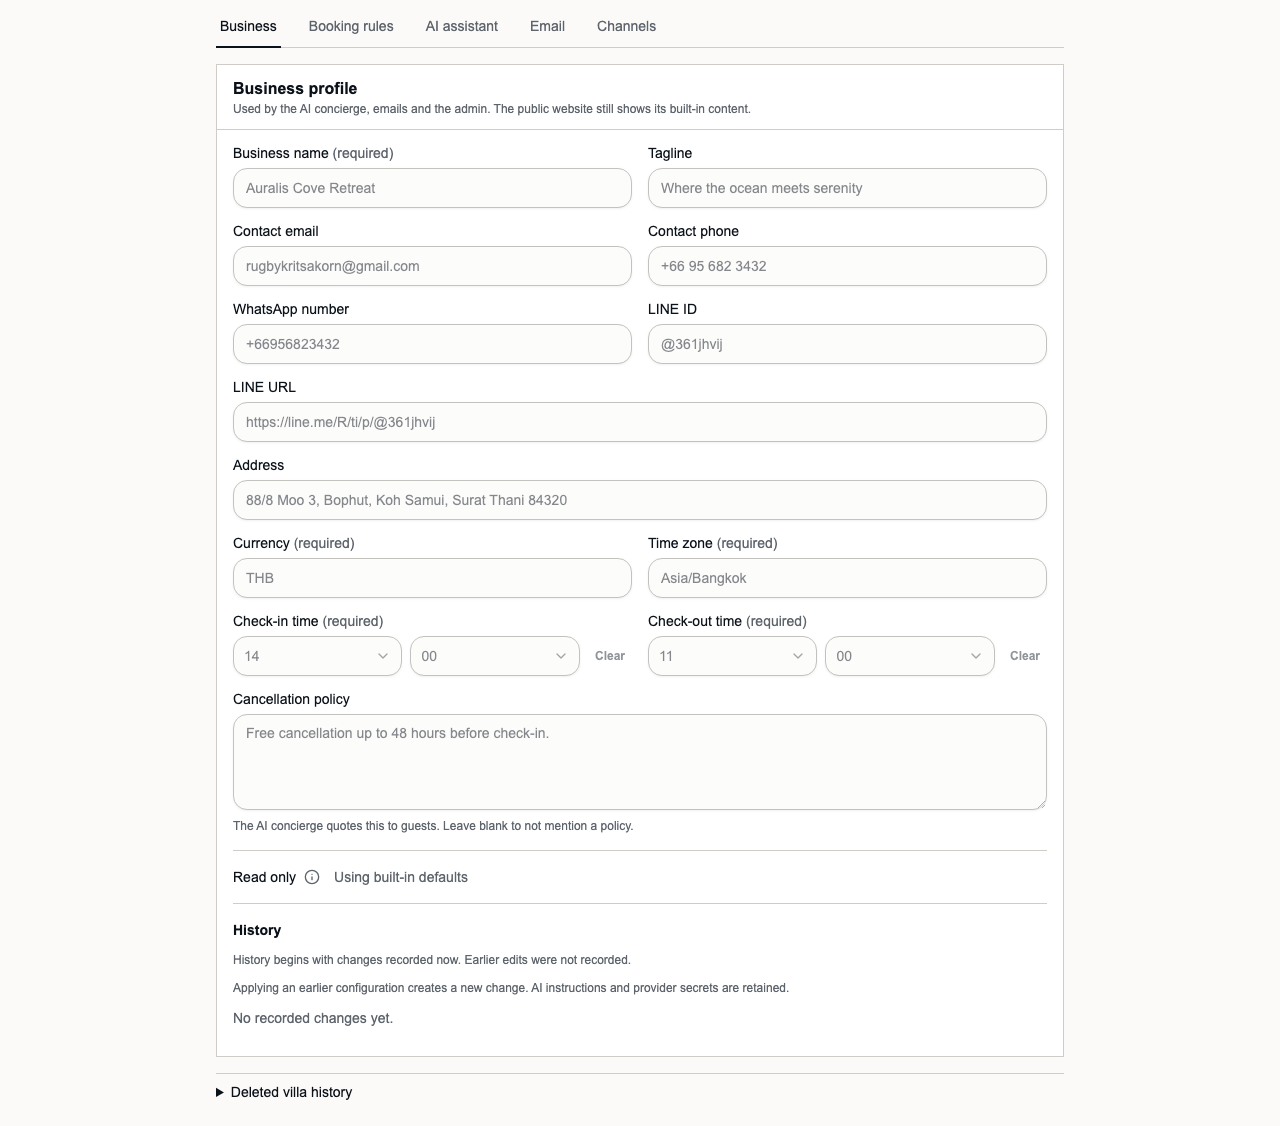 Business
Booking rules
AI assistant
Email
Channels
Business profile
Used by the AI concierge, emails and the admin. The public website still shows its built-in content.
Business name (required)
Auralis Cove Retreat
Tagline
Where the ocean meets serenity
Contact email
rugbykritsakorn@gmail.com
Contact phone
+66 95 682 3432
WhatsApp number
+66956823432
LINE ID
@361jhvij
LINE URL
https://line.me/R/ti/p/@361jhvij
Address
88/8 Moo 3, Bophut, Koh Samui, Surat Thani 84320
Currency (required)
THB
Time zone (required)
Asia/Bangkok
Check-in time (required)
14
00
Clear
Check-out time (required)
11
00
Clear
Cancellation policy
Free cancellation up to 48 hours before check-in.
The AI concierge quotes this to guests. Leave blank to not mention a policy.
Read only
Using built-in defaults
History
History begins with changes recorded now. Earlier edits were not recorded.
Applying an earlier configuration creates a new change. AI instructions and provider secrets are retained.
No recorded changes yet.
Deleted villa history